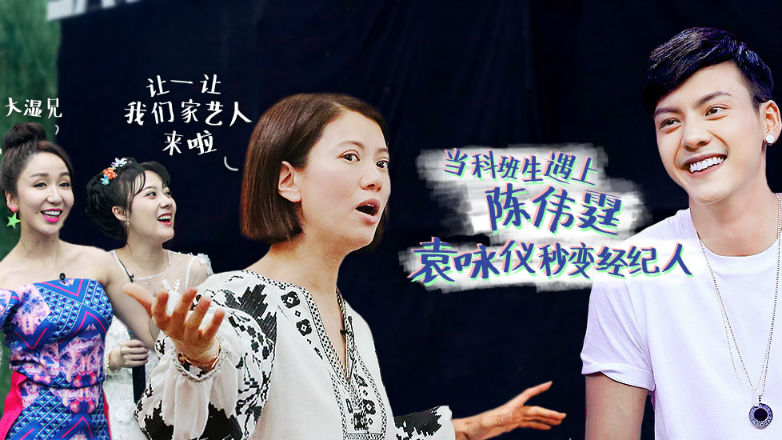 大湿兄
让一让
我们家艺人
来啦
当科班生遇上
陈伟霆
袁咏仪秒变经纪人